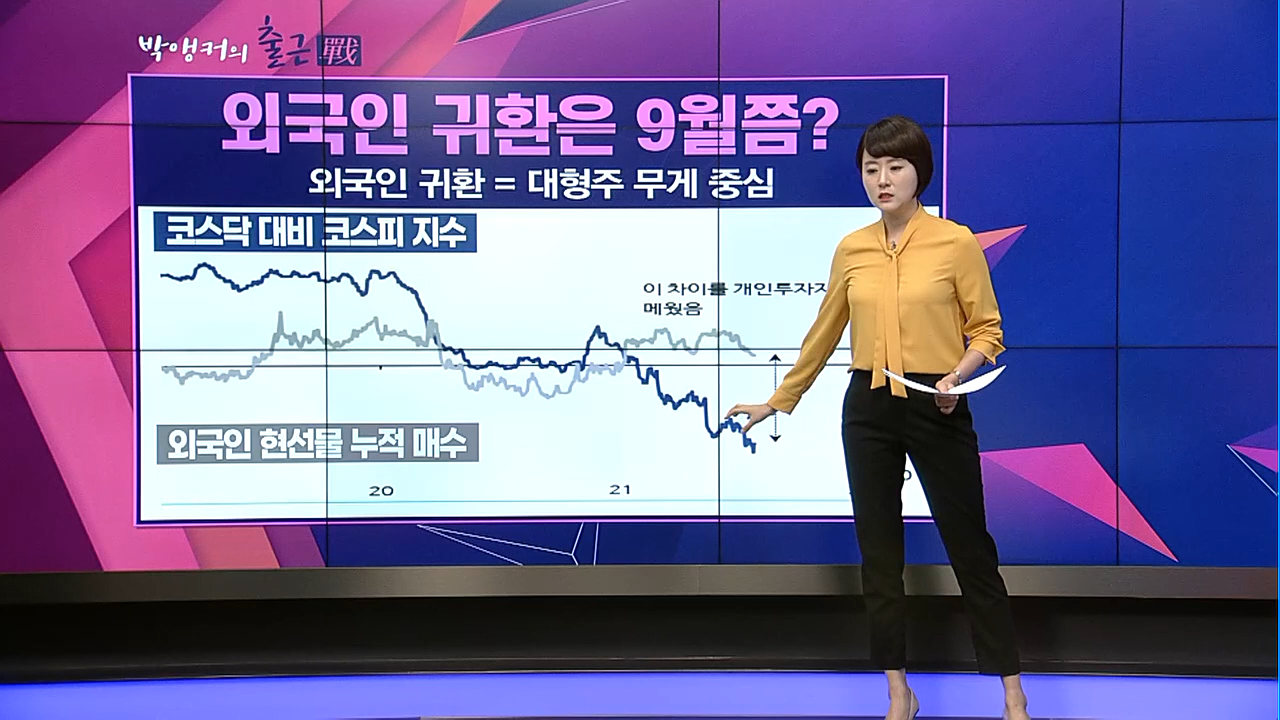 박앵커의 출근 戰
외국인 귀환은 9월쯤?
외국인 귀환 = 대형주 무게 중심
코스닥 대비 코스피 지수
이 차이를 개인투자자
메웠음
외국인 현선물 누적 매수
20
21